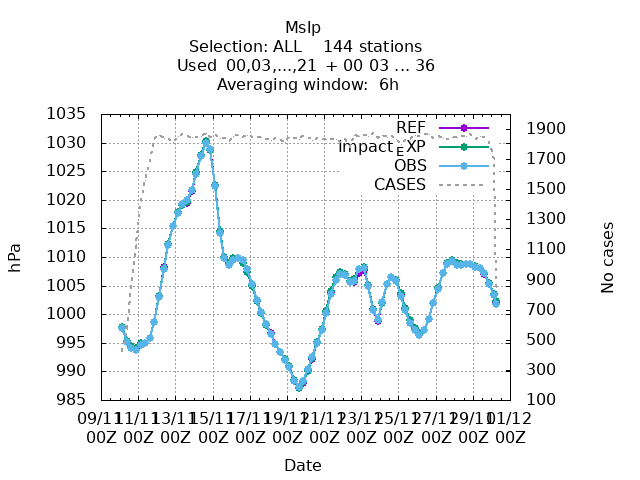 Mslp
Selection: ALL    144 stations
Used  00,03,...,21  + 00 03 ... 36
Averaging window:  6h
1035
1030
1025
1020
1015
1010
1005
1000
995
990
985
hPa
REF
impact_EXP
OBS
CASES
1900
1700
1500
1300
1100
900
700
500
300
100
No cases
09/11 11/11 13/11 15/11 17/11 19/11 21/11 23/11 25/11 27/11 29/11 01/12
00Z 00Z 00Z 00Z 00Z 00Z 00Z 00Z 00Z 00Z 00Z 00Z
Date